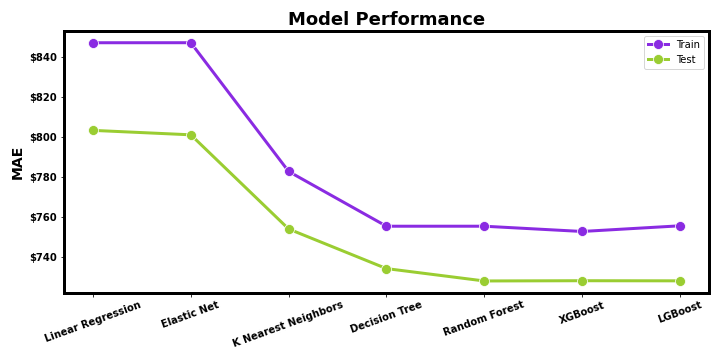 Model Performance
Train
Test
MAE
$840
$820
$800
$780
$760
$740
Linear Regression
Elastic Net
K Nearest Neighbors
Decision Tree
Random Forest
XGBoost
LGBoost